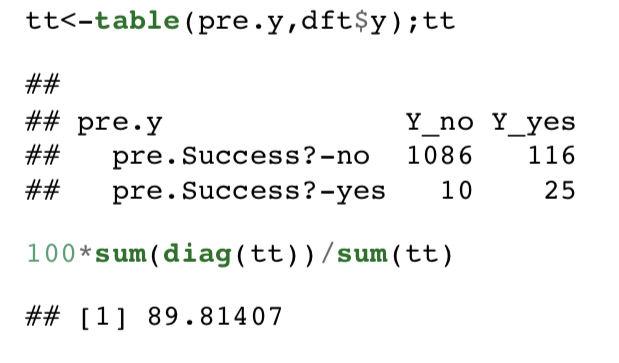 tt<-table(pre.y,dft$y);tt
##
## pre.y Y_no Y_yes
## pre.Success?-no 1086 116
## pre.Success?-yes 10 25
100*sum(diag(tt))/sum(tt)
## [1] 89.81407